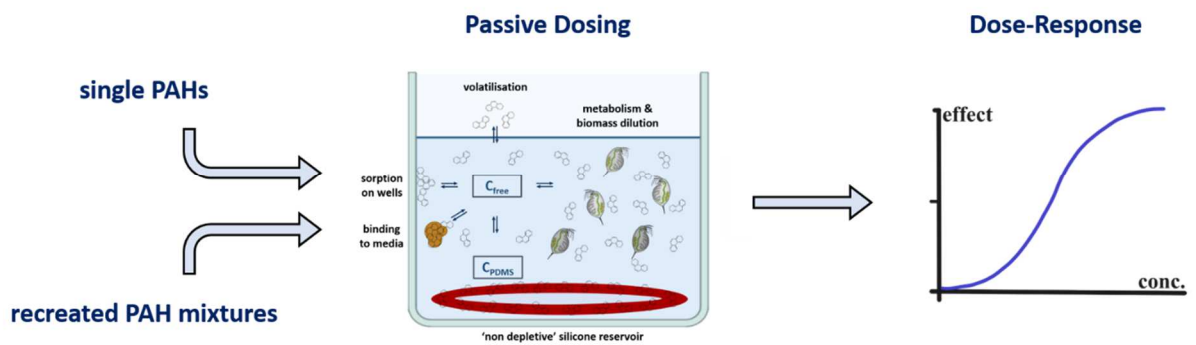 Passive Dosing
Dose-Response
single PAHs
recreated PAH mixtures
volatilisation
metabolism &
biomass dilution
sorption
on wells
Cfree
binding
to media
CPDMS
'non depletive' silicone reservoir
effect
conc.